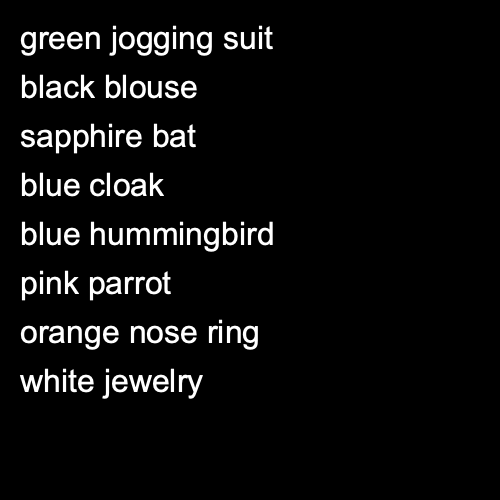 green jogging suit
black blouse
sapphire bat
blue cloak
blue hummingbird
pink parrot
orange nose ring
white jewelry